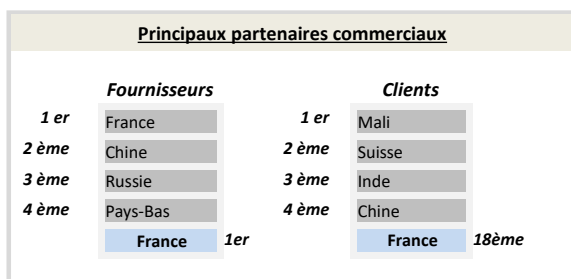 Principaux partenaires commerciaux
Fournisseurs Clients
1 er France 1 er Mali
2 ème Chine 2 ème Suisse
3 ème Russie 3 ème Inde
4 ème Pays-Bas 4 ème Chine
France 1er France 18ème